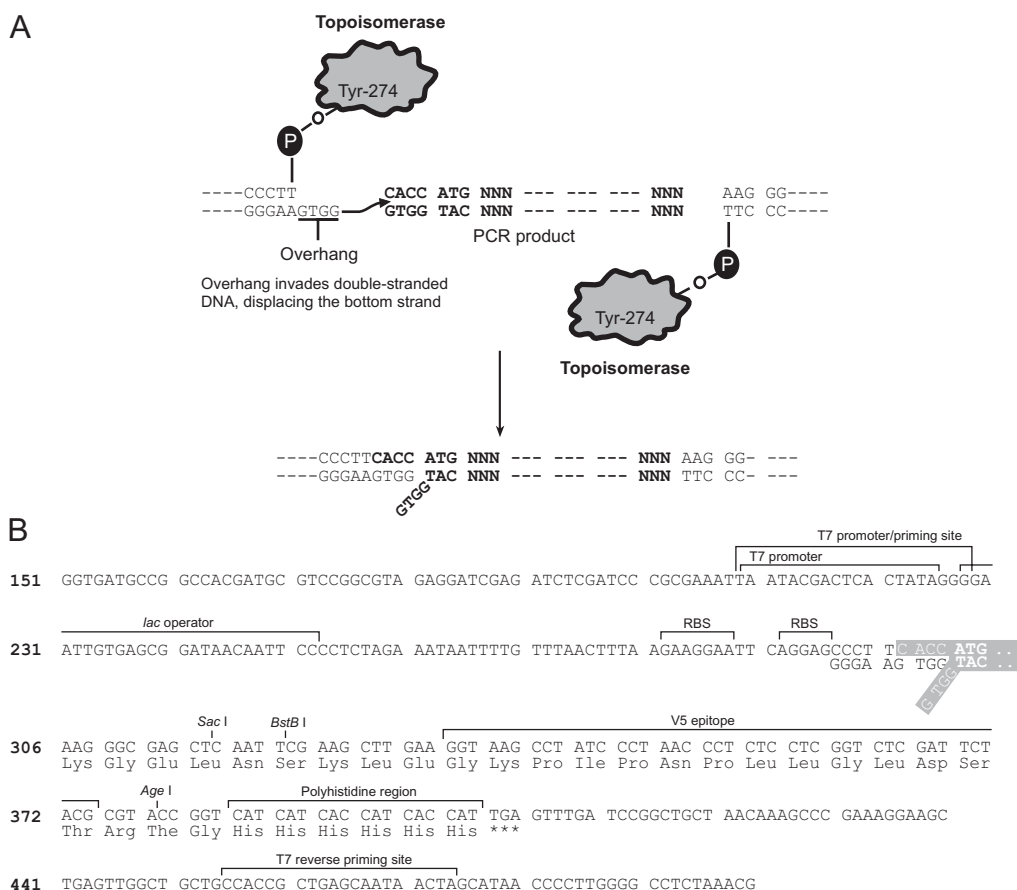 A
Topoisomerase
Tyr-274
P
----CCCTT
CACC ATG NNN --- --- --- NNN
AAG GG----
----GGGAAGTGG
GTGG TAC NNN --- --- --- NNN
TTC CC----
PCR product
Overhang
Overhang invades double-stranded
DNA, displacing the bottom strand
P
Tyr-274
Topoisomerase
----CCCTTCACC ATG NNN --- --- --- NNN AAG GG- ---
----GGGAAGTGG TAC NNN --- --- --- NNN TTC CC- ---
GTGG
B
T7 promoter/priming site
T7 promoter
151 GGTGATGCCG GCCACGATGC GTCCGGCGTA GAGGATCGAG ATCTCGATCC CGCGAAATTA ATACGACTCA CTATAGGGGA
lac operator RBS RBS
231 ATTGTGAGCG GATAACAATT CCCCTCTAGA AATAATTTTG TTTAACTTTA AGAAGGAATT CAGGAGCCCT TCACC ATG ..
GGGA AG TGG TAC ..
G TGG
Sac I BstB I V5 epitope
306 AAG GGC GAG CTC AAT TCG AAG CTT GAA GGT AAG CCT ATC CCT AAC CCT CTC CTC GGT CTC GAT TCT
Lys Gly Glu Leu Asn Ser Lys Leu Glu Gly Lys Pro Ile Pro Asn Pro Leu Leu Gly Leu Asp Ser
Age I Polyhistidine region
372 ACG CGT ACC GGT CAT CAT CAC CAT CAC CAT TGA GTTTGA TCCGGCTGCT AACAAAGCCC GAAAGGAAGC
Thr Arg The Gly His His His His His His ***
T7 reverse priming site
441 TGAGTTGGCT GCTGCCACCG CTGAGCAATA ACTAGCATAA CCCCTTGGGG CCTCTAAACG